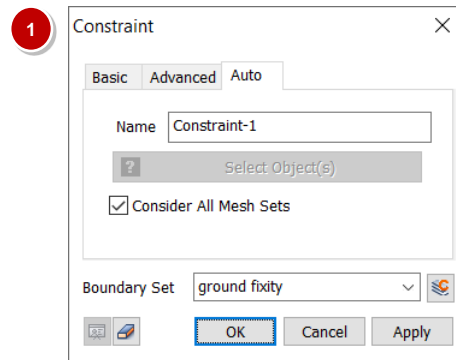 1
Constraint
Basic Advanced Auto
Name Constraint-1
? Select Object(s)
Consider All Mesh Sets
Boundary Set ground fixity
OK Cancel Apply